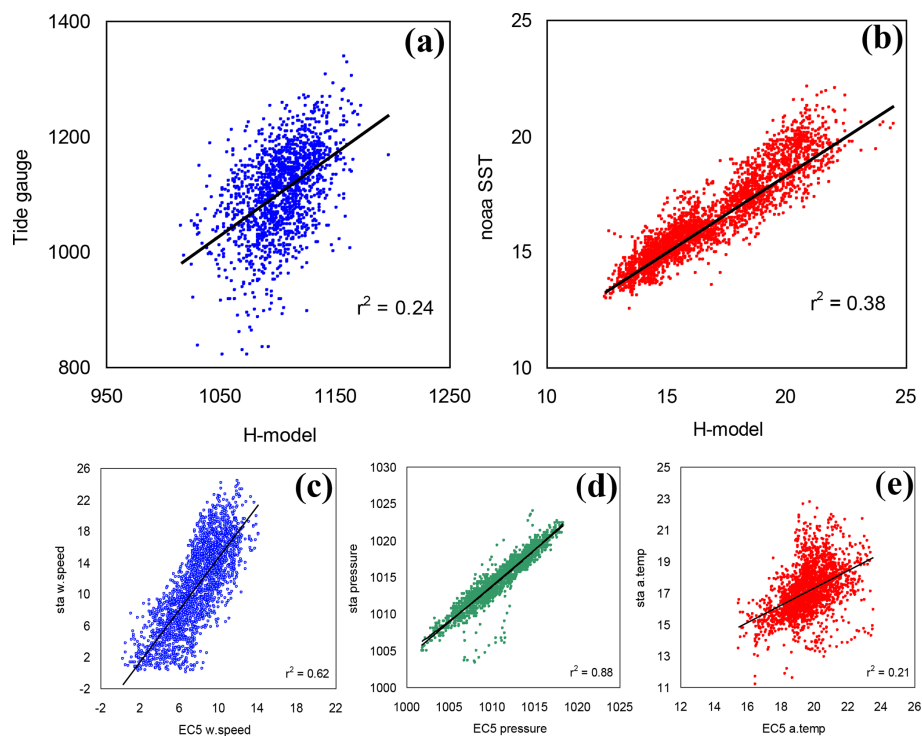 (a)
1400
1200
1000
800
Tide gauge
r² = 0.24
950 1050 1150 1250
H-model
(b)
25
20
15
10
noaa SST
r² = 0.38
10 15 20 25
H-model
(c)
26
22
18
14
10
6
2
-2
sta w.speed
r² = 0.62
-2 2 6 10 14 18 22
EC5 w.speed
(d)
1030
1020
1015
1010
1005
1000
sta pressure
r² = 0.88
1000 1005 1010 1015 1020 1025
EC5 pressure
(e)
25
23
21
19
17
15
13
11
sta a.temp
r² = 0.21
12 14 16 18 20 22 24 26
EC5 a.temp